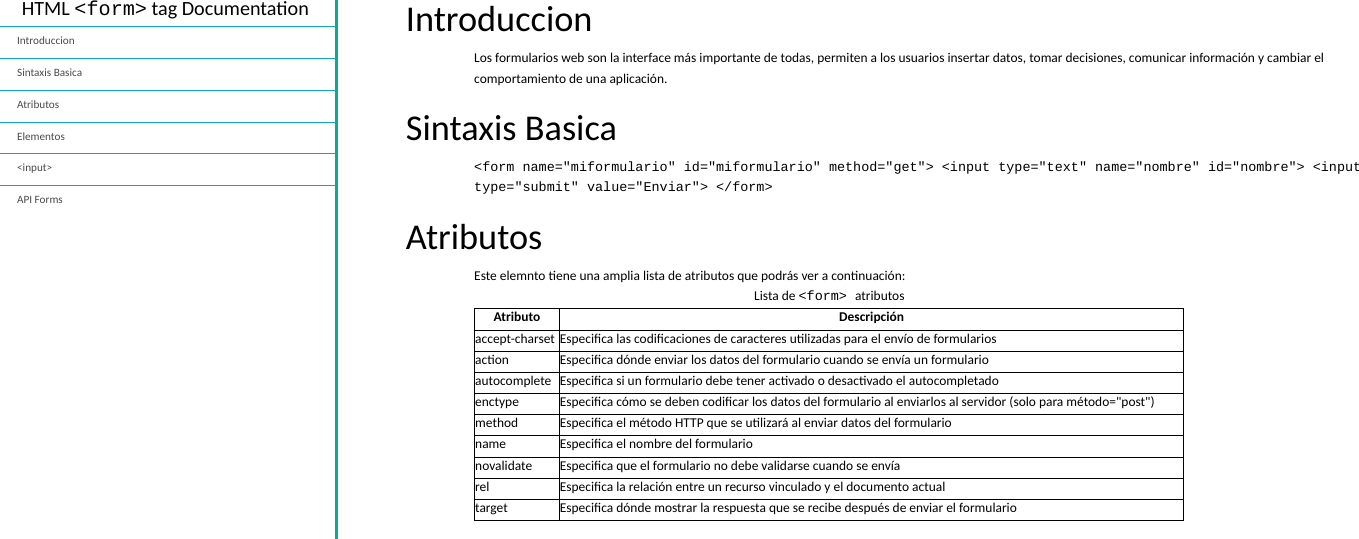 HTML <form> tag Documentation
Introduccion
Sintaxis Basica
Atributos
Elementos
<input>
API Forms
Introduccion
Los formularios web son la interface más importante de todas, permiten a los usuarios insertar datos, tomar decisiones, comunicar información y cambiar el
comportamiento de una aplicación.
Sintaxis Basica
<form name="miformulario" id="miformulario" method="get"> <input type="text" name="nombre" id="nombre"> <input
type="submit" value="Enviar"> </form>
Atributos
Este elemnto tiene una amplia lista de atributos que podrás ver a continuación:
Lista de <form> atributos
Atributo Descripción
accept-charset Especifica las codificaciones de caracteres utilizadas para el envío de formularios
action Especifica dónde enviar los datos del formulario cuando se envía un formulario
autocomplete Especifica si un formulario debe tener activado o desactivado el autocompletado
enctype Especifica cómo se deben codificar los datos del formulario al enviarlos al servidor (solo para método="post")
method Especifica el método HTTP que se utilizará al enviar datos del formulario
name Especifica el nombre del formulario
novalidate Especifica que el formulario no debe validarse cuando se envía
rel Especifica la relación entre un recurso vinculado y el documento actual
target Especifica dónde mostrar la respuesta que se recibe después de enviar el formulario